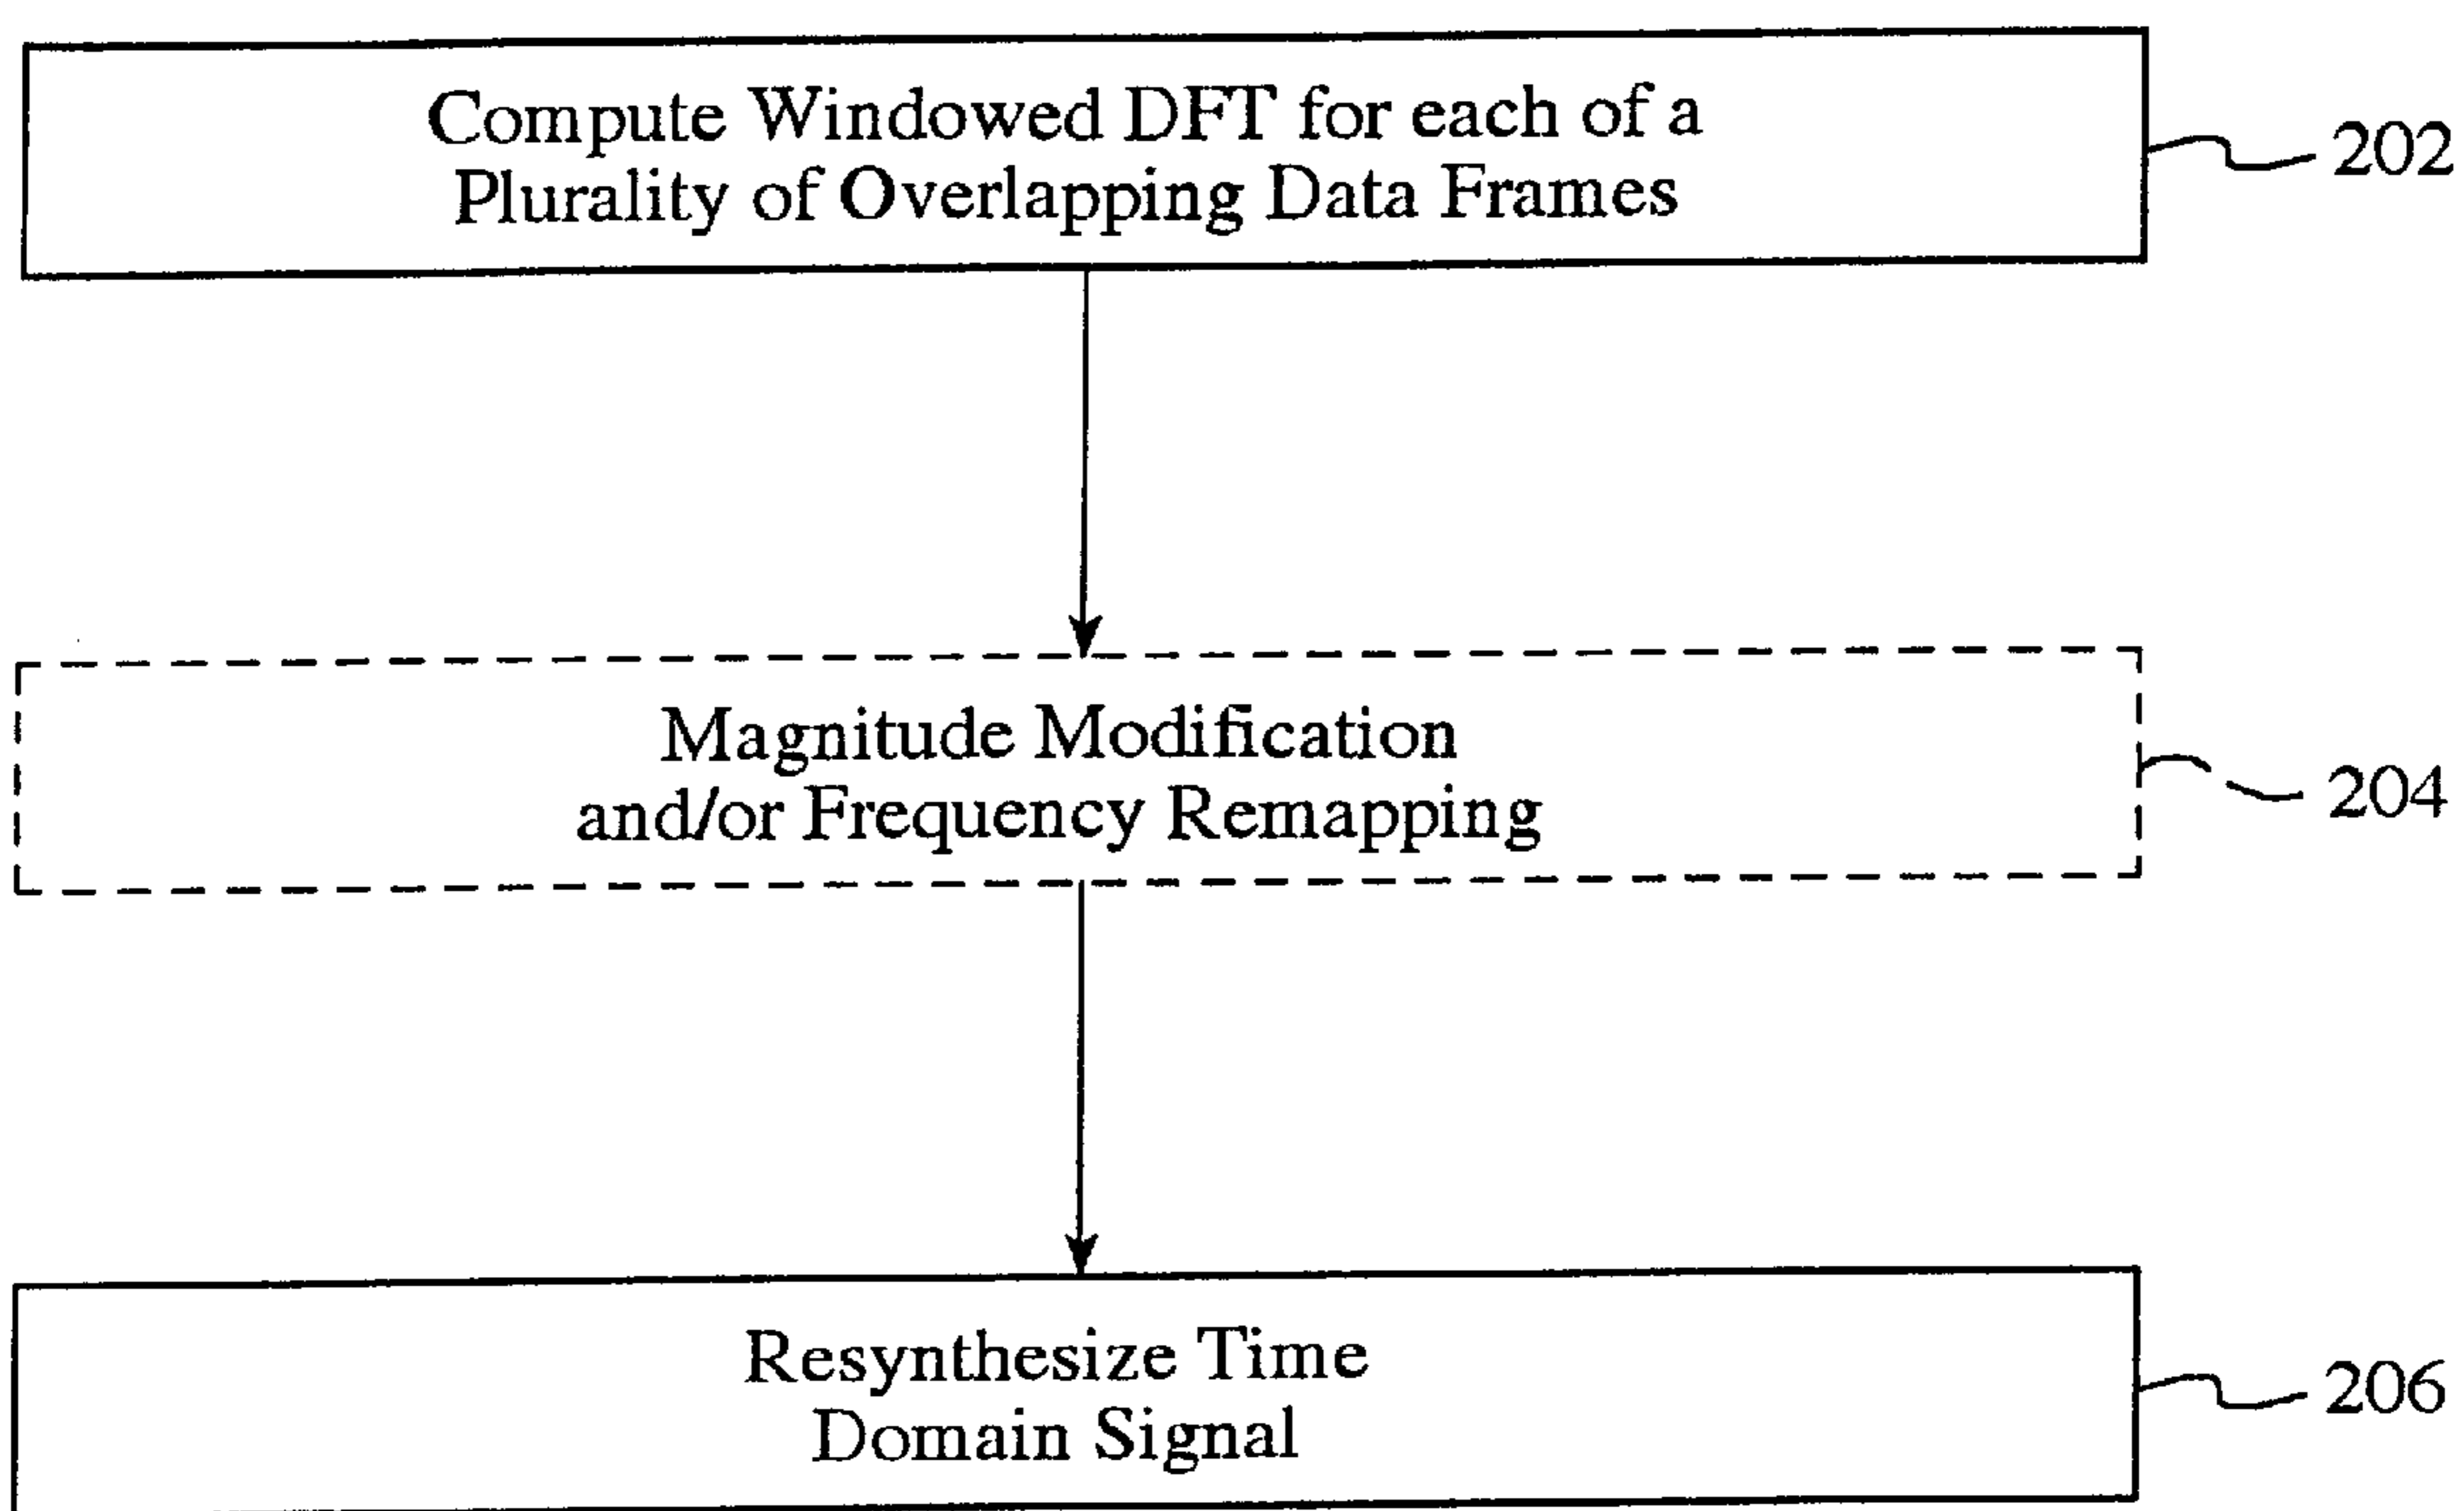 Compute Windowed DFT for each of a
Plurality of Overlapping Data Frames
202
Magnitude Modification
and/or Frequency Remapping
204
Resynthesize Time
Domain Signal
206